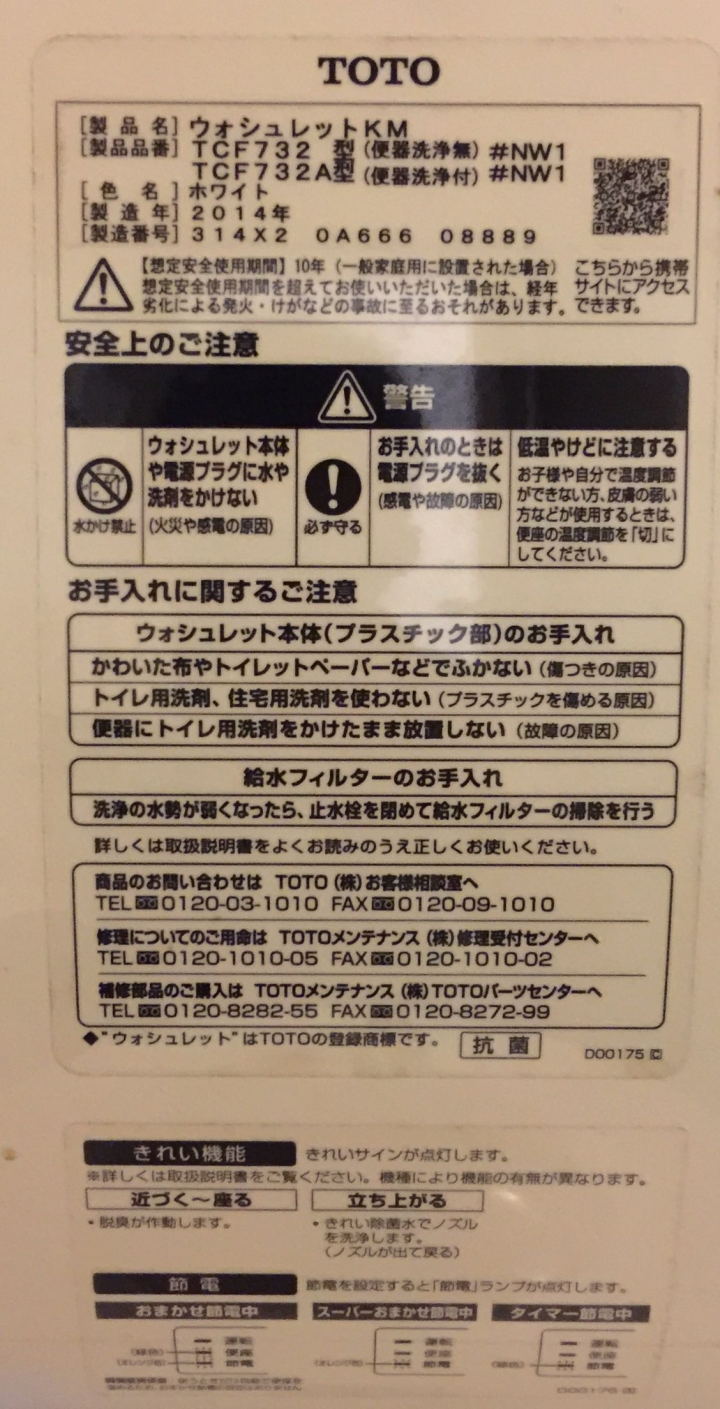 TOTO
[製品名] ウォシュレットKM
[製品品番] TCF732 型 (便器洗浄無) #NW1
TCF732A型 (便器洗浄付) #NW1
[色名] ホワイト
[製造年] 2014年
[製造番号] 314X2 0A666 08889
【想定安全使用期間】10年 (一般家庭用に設置された場合)
想定安全使用期間を超えてお使いいただいた場合は、経年
劣化による発火・けがなどの事故に至るおそれがあります。
こちらから携帯
サイトにアクセス
できます。
安全上のご注意
警告
水かけ禁止
ウォシュレット本体
や電源プラグに水や
洗剤をかけない
(火災や感電の原因)
必ず守る
お手入れのときは
電源プラグを抜く
(感電や故障の原因)
低温やけどに注意する
お子様や自分で温度調節
ができない方、皮膚の弱い
方などが使用するときは、
便座の温度調節を「切」に
してください。
お手入れに関するご注意
ウォシュレット本体(プラスチック部)のお手入れ
かわいた布やトイレットペーパーなどでふかない (傷つきの原因)
トイレ用洗剤、住宅用洗剤を使わない (プラスチックを傷める原因)
便器にトイレ用洗剤をかけたまま放置しない (故障の原因)
給水フィルターのお手入れ
洗浄の水勢が弱くなったら、止水栓を閉めて給水フィルターの掃除を行う
詳しくは取扱説明書をよくお読みのうえ正しくお使いください。
商品のお問い合わせは TOTO (株) お客様相談室へ
TEL 0120-03-1010 FAX 0120-09-1010
修理についてのご用命は TOTOメンテナンス (株) 修理受付センターへ
TEL 0120-1010-05 FAX 0120-1010-02
補修部品のご購入は TOTOメンテナンス (株) TOTOパーツセンターへ
TEL 0120-8282-55 FAX 0120-8272-99
◆"ウォシュレット"はTOTOの登録商標です。
抗菌
D00175 C
きれい機能 きれいサインが点灯します。
※詳しくは取扱説明書をご覧ください。機種により機能の有無が異なります。
近づく～座る
・脱臭が作動します。
立ち上がる
・きれい除菌水でノズル
を洗浄します。
(ノズルが出て戻る)
節電 節電を設定すると「節電」ランプが点灯します。
おまかせ節電中
運転
(緑色) 便座
(オレンジ色) 節電
スーパーおまかせ節電中
運転
便座
(オレンジ色) 節電
タイマー節電中
運転
便座
(緑色) 節電